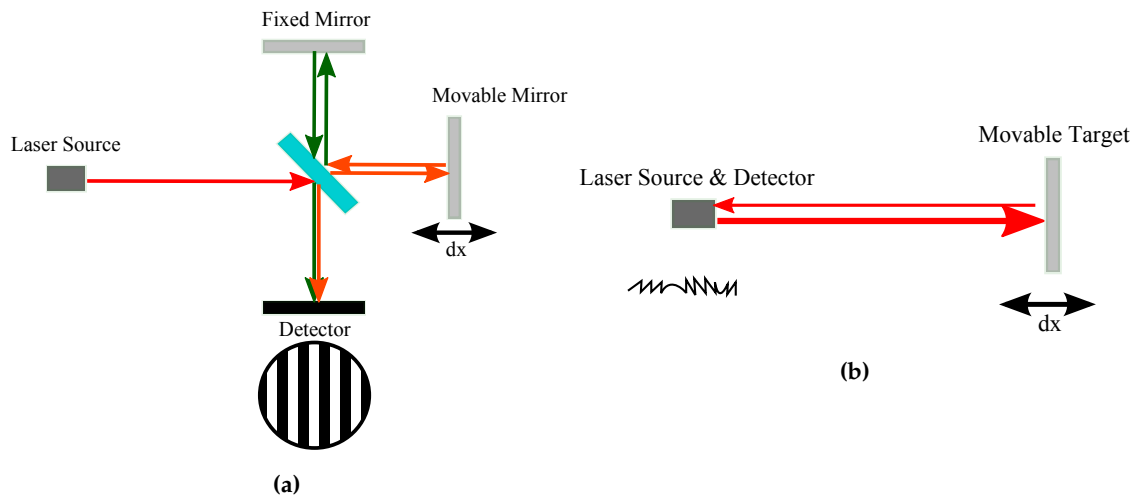 Fixed Mirror
Movable Mirror
Laser Source
dx
Detector
(a)
Movable Target
Laser Source & Detector
dx
(b)